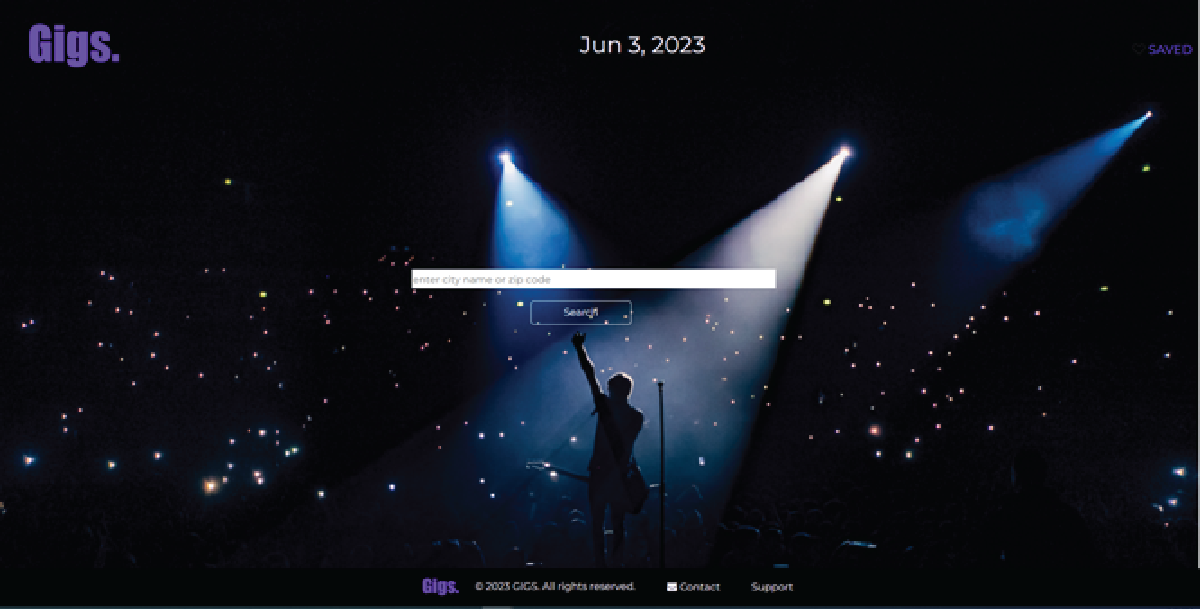 Gigs.
Jun 3, 2023
♡ SAVED
enter city name or zip code
Search
Gigs. © 2023 GIGS. All rights reserved. Contact Support